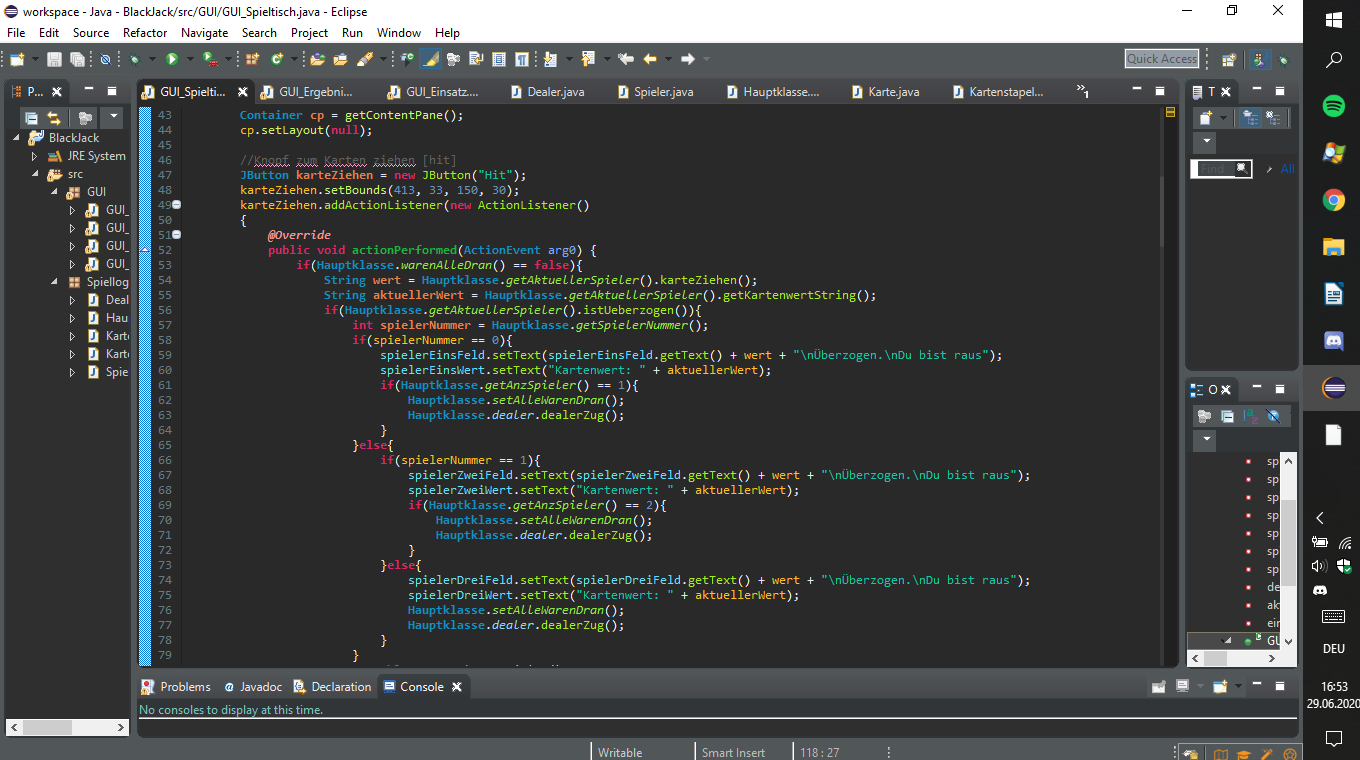 workspace - Java - BlackJack/src/GUI/GUI_Spieltisch.java - Eclipse
File Edit Source Refactor Navigate Search Project Run Window Help
Quick Access
P...
GUI_Spielti... GUI_Ergebni... GUI_Einsatz.... Dealer.java Spieler.java Hauptklasse.... Karte.java Kartenstapel... »1
T
BlackJack
JRE System
src
GUI
GUI_
GUI_
GUI_
GUI_
Spiellog
Deal
Hau
Kart
Kart
Spie
43 Container cp = getContentPane();
44 cp.setLayout(null);
45
46 //Knopf zum Karten ziehen [hit]
47 JButton karteZiehen = new JButton("Hit");
48 karteZiehen.setBounds(413, 33, 150, 30);
49 karteZiehen.addActionListener(new ActionListener()
50 {
51 @Override
52 public void actionPerformed(ActionEvent arg0) {
53 if(Hauptklasse.warenAlleDran() == false){
54 String wert = Hauptklasse.getAktuellerSpieler().karteZiehen();
55 String aktuellerWert = Hauptklasse.getAktuellerSpieler().getKartenwertString();
56 if(Hauptklasse.getAktuellerSpieler().istUeberzogen()){
57 int spielerNummer = Hauptklasse.getSpielerNummer();
58 if(spielerNummer == 0){
59 spielerEinsFeld.setText(spielerEinsFeld.getText() + wert + "\nÜberzogen.\nDu bist raus");
60 spielerEinsWert.setText("Kartenwert: " + aktuellerWert);
61 if(Hauptklasse.getAnzSpieler() == 1){
62 Hauptklasse.setAlleWarenDran();
63 Hauptklasse.dealer.dealerZug();
64 }
65 }else{
66 if(spielerNummer == 1){
67 spielerZweiFeld.setText(spielerZweiFeld.getText() + wert + "\nÜberzogen.\nDu bist raus");
68 spielerZweiWert.setText("Kartenwert: " + aktuellerWert);
69 if(Hauptklasse.getAnzSpieler() == 2){
70 Hauptklasse.setAlleWarenDran();
71 Hauptklasse.dealer.dealerZug();
72 }
73 }else{
74 spielerDreiFeld.setText(spielerDreiFeld.getText() + wert + "\nÜberzogen.\nDu bist raus");
75 spielerDreiWert.setText("Kartenwert: " + aktuellerWert);
76 Hauptklasse.setAlleWarenDran();
77 Hauptklasse.dealer.dealerZug();
78 }
79 }
Find All
O
sp
sp
sp
sp
sp
sp
sp
de
ak
ein
GU
Problems @ Javadoc Declaration Console
No consoles to display at this time.
Writable Smart Insert 118 : 27
DEU
16:53
29.06.2020